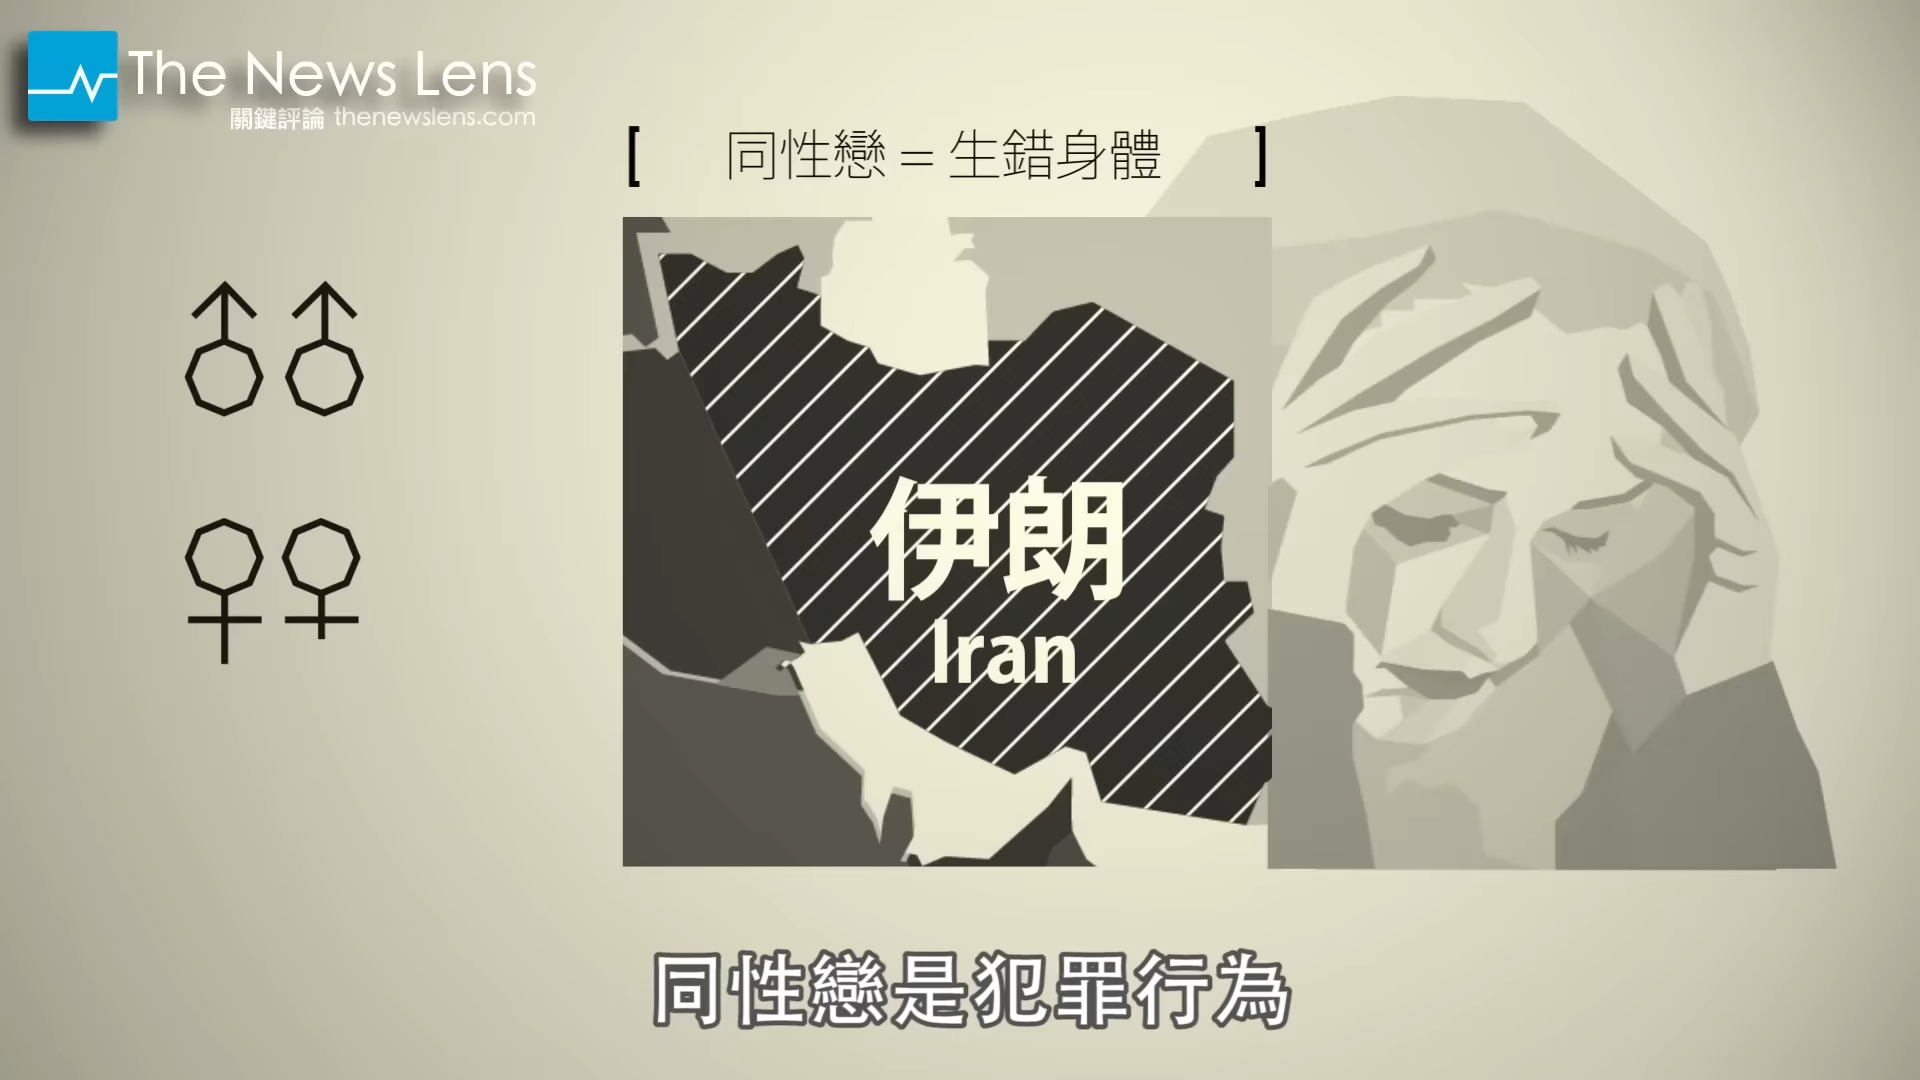 The News Lens
關鍵評論 thenewslens.com
[ 同性戀 = 生錯身體 ]
伊朗
Iran
同性戀是犯罪行為